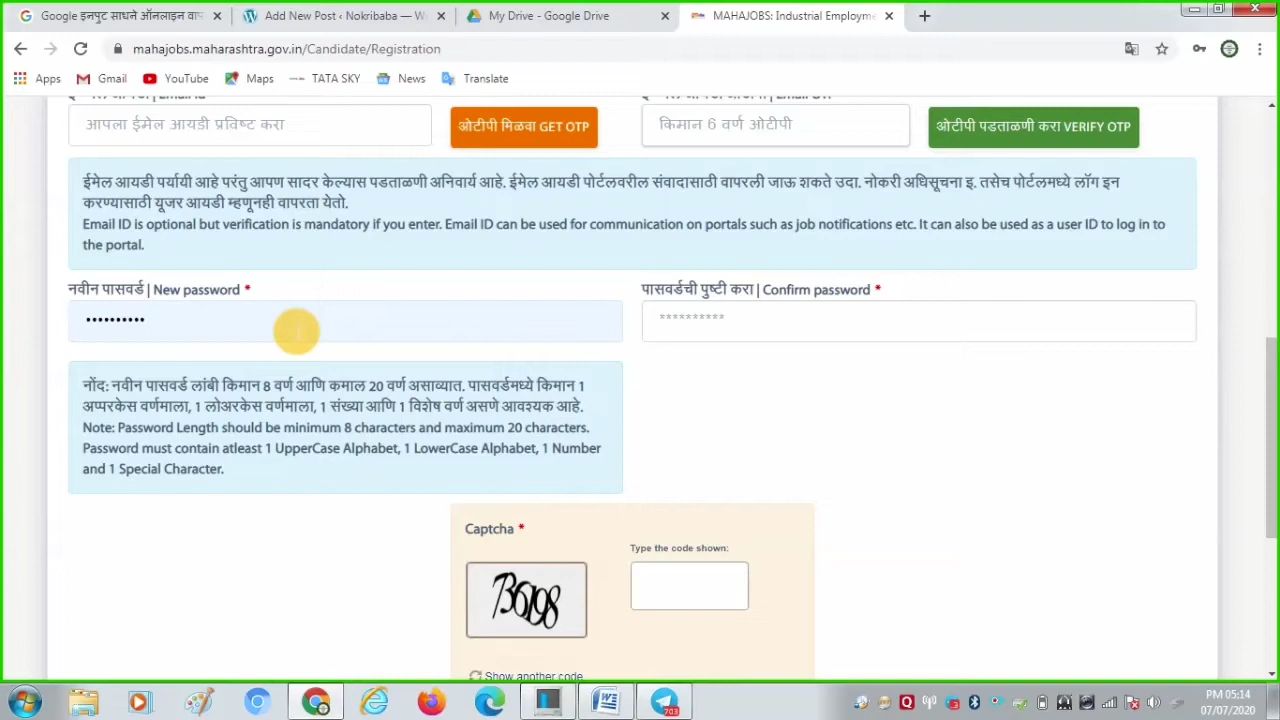 Google इनपुट साधने ऑनलाइन वाप
Add New Post ‹ Nokribaba — W
My Drive - Google Drive
MAHAJOBS: Industrial Employm
mahajobs.maharashtra.gov.in/Candidate/Registration
Apps Gmail YouTube Maps TATA SKY News Translate
आपला ईमेल आयडी प्रविष्ट करा
ओटीपी मिळवा GET OTP
किमान 6 वर्ण ओटीपी
ओटीपी पडताळणी करा VERIFY OTP
ईमेल आयडी पर्यायी आहे परंतु आपण सादर केल्यास पडताळणी अनिवार्य आहे. ईमेल आयडी पोर्टलवरील संवादासाठी वापरली जाऊ शकते उदा. नोकरी अधिसूचना इ. तसेच पोर्टलमध्ये लॉग इन
करण्यासाठी यूजर आयडी म्हणूनही वापरता येतो.
Email ID is optional but verification is mandatory if you enter. Email ID can be used for communication on portals such as job notifications etc. It can also be used as a user ID to log in to
the portal.
नवीन पासवर्ड | New password *
पासवर्डची पुष्टी करा | Confirm password *
••••••••••
**********
नोंद: नवीन पासवर्ड लांबी किमान 8 वर्ण आणि कमाल 20 वर्ण असाव्यात. पासवर्डमध्ये किमान 1
अप्परकेस वर्णमाला, 1 लोअरकेस वर्णमाला, 1 संख्या आणि 1 विशेष वर्ण असणे आवश्यक आहे.
Note: Password Length should be minimum 8 characters and maximum 20 characters.
Password must contain atleast 1 UpperCase Alphabet, 1 LowerCase Alphabet, 1 Number
and 1 Special Character.
Captcha *
Type the code shown:
736198
Show another code
703
PM 05:14
07/07/2020